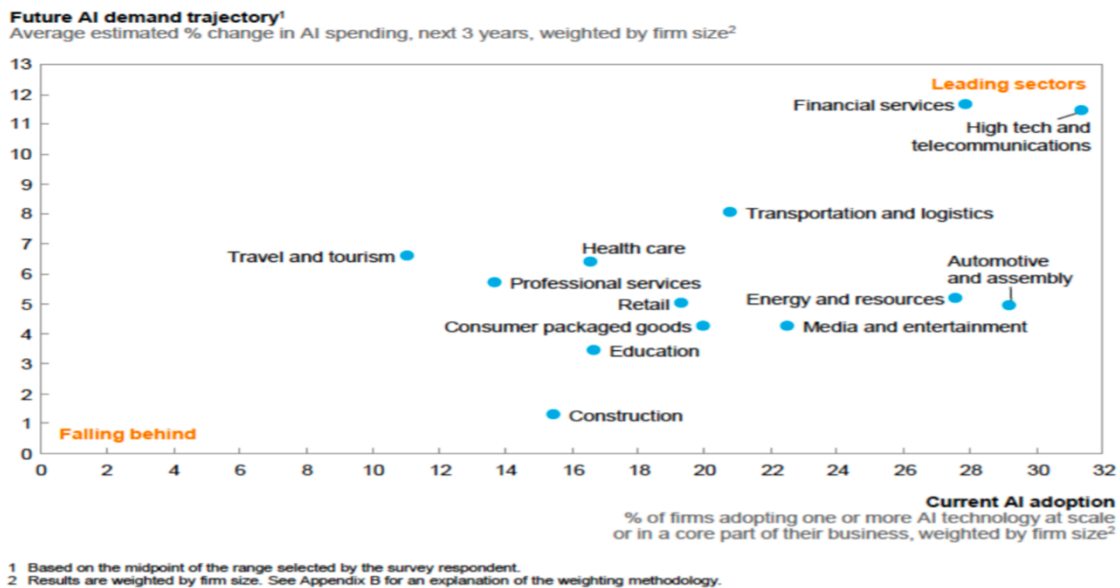 Future AI demand trajectory¹
Average estimated % change in AI spending, next 3 years, weighted by firm size²
13
12
11
10
9
8
7
6
5
4
3
2
1
0
Leading sectors
Financial services
High tech and
telecommunications
Transportation and logistics
Travel and tourism
Health care
Automotive
and assembly
Professional services
Retail
Energy and resources
Consumer packaged goods
Media and entertainment
Education
Construction
Falling behind
0 2 4 6 8 10 12 14 16 18 20 22 24 26 28 30 32
Current AI adoption
% of firms adopting one or more AI technology at scale
or in a core part of their business, weighted by firm size²
1 Based on the midpoint of the range selected by the survey respondent.
2 Results are weighted by firm size. See Appendix B for an explanation of the weighting methodology.